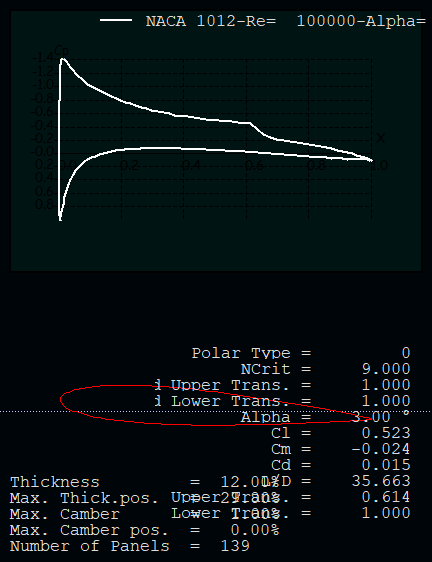 NACA 1012-Re= 100000-Alpha=
Cp
-1.4
-1.2
-1.0
-0.8
-0.6
-0.4
-0.2
X
-0.0
0.2
0.2 0.4 0.6 0.8 1.0
0.4
0.6
0.8
Polar Type = 0
NCrit = 9.000
Upper Trans. = 1.000
Lower Trans. = 1.000
Alpha = 3.00 °
Cl = 0.523
Cm = -0.024
Cd = 0.015
Thickness = 12.00% L/D = 35.663
Max. Thick.pos. = 29.00% Upper Trans. = 0.614
Max. Camber = 1.00% Lower Trans. = 1.000
Max. Camber pos. = 0.00%
Number of Panels = 139